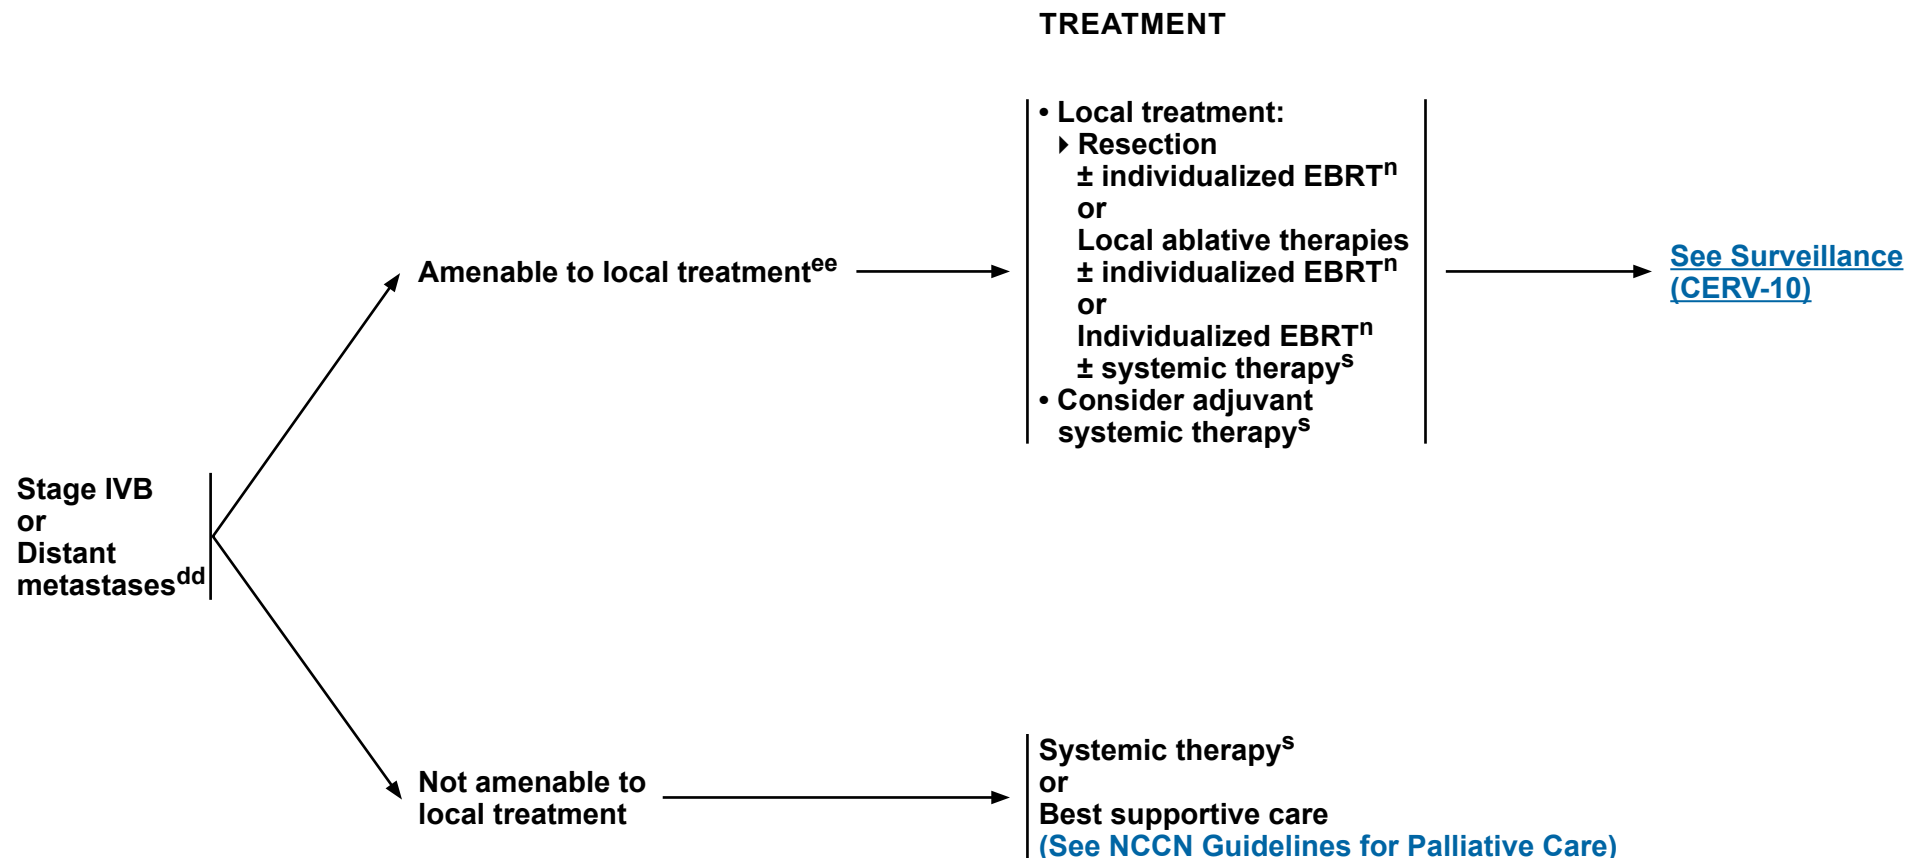 TREATMENT
• Local treatment:
▸ Resection
± individualized EBRTⁿ
or
Local ablative therapies
± individualized EBRTⁿ
or
Individualized EBRTⁿ
± systemic therapyˢ
• Consider adjuvant
systemic therapyˢ
Amenable to local treatmentᵉᵉ
See Surveillance
(CERV-10)
Stage IVB
or
Distant
metastasesᵈᵈ
Not amenable to
local treatment
Systemic therapyˢ
or
Best supportive care
(See NCCN Guidelines for Palliative Care)